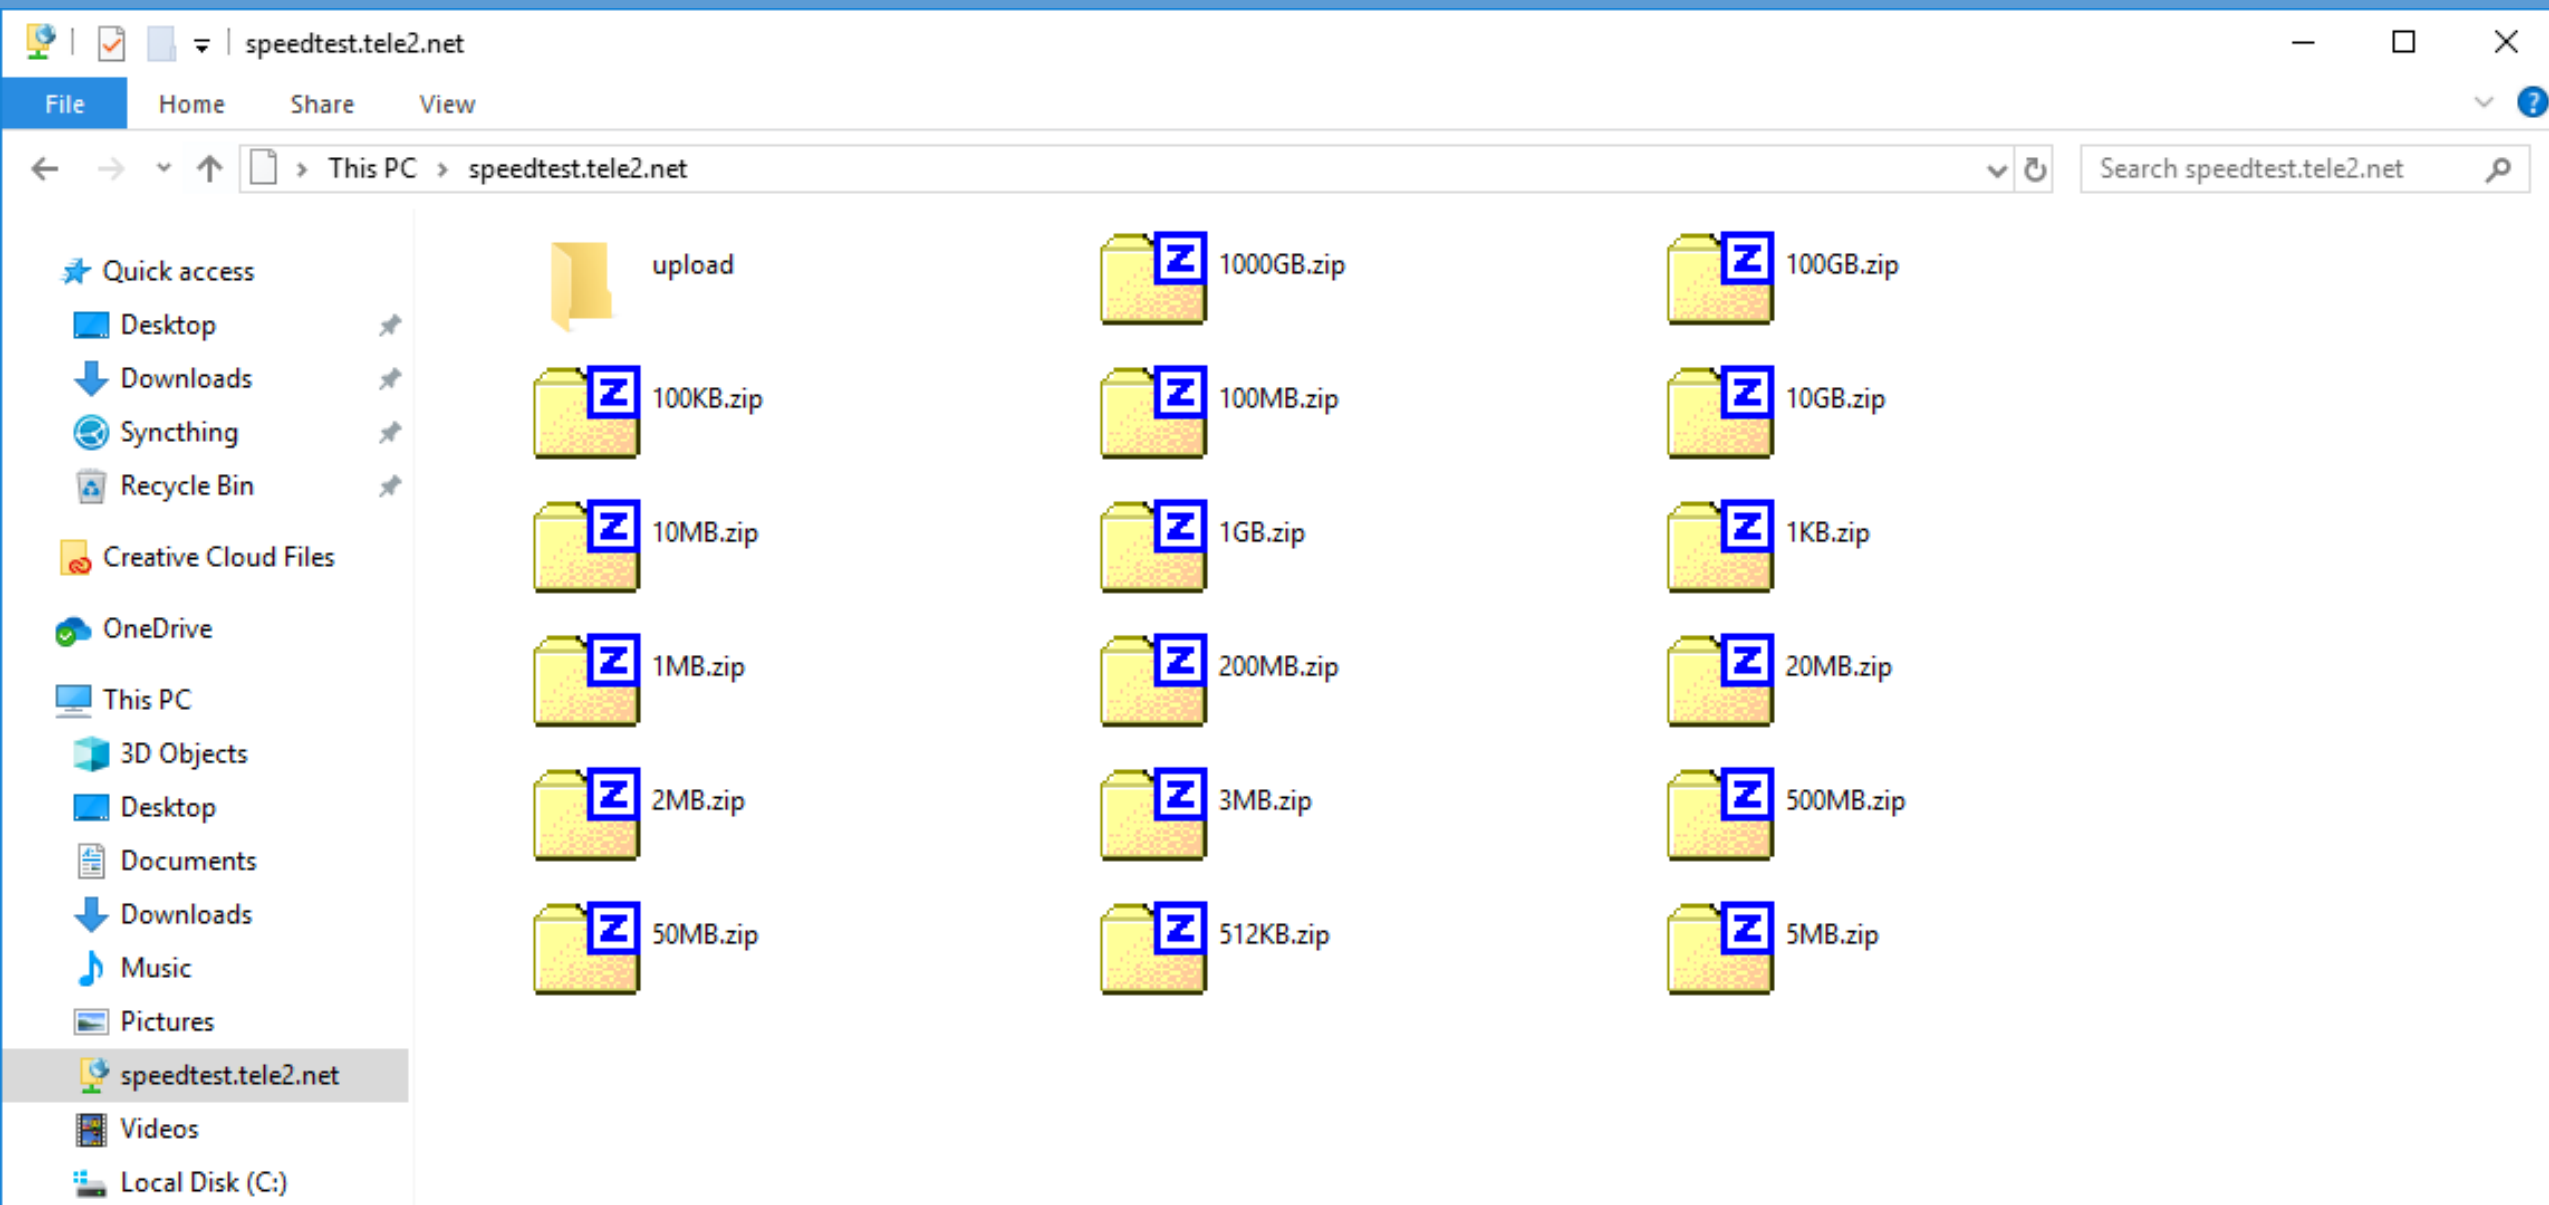 speedtest.tele2.net
File Home Share View
This PC speedtest.tele2.net
Search speedtest.tele2.net
Quick access
Desktop
Downloads
Syncthing
Recycle Bin
Creative Cloud Files
OneDrive
This PC
3D Objects
Desktop
Documents
Downloads
Music
Pictures
speedtest.tele2.net
Videos
Local Disk (C:)
upload 1000GB.zip 100GB.zip
100KB.zip 100MB.zip 10GB.zip
10MB.zip 1GB.zip 1KB.zip
1MB.zip 200MB.zip 20MB.zip
2MB.zip 3MB.zip 500MB.zip
50MB.zip 512KB.zip 5MB.zip